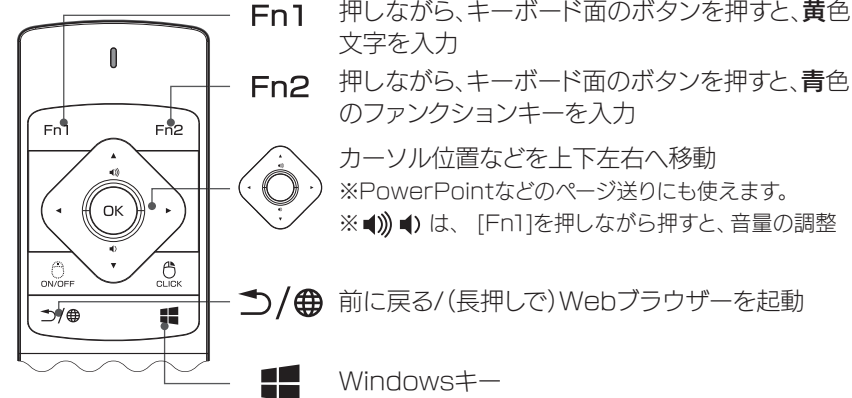 Fn1 押しながら、キーボード面のボタンを押すと、黄色
文字を入力
Fn2 押しながら、キーボード面のボタンを押すと、青色
のファンクションキーを入力
カーソル位置などを上下左右へ移動
※PowerPointなどのページ送りにも使えます。
※ は、 [Fn1]を押しながら押すと、音量の調整
前に戻る/(長押しで)Webブラウザーを起動
Windowsキー
Fn1
Fn2
OK
ON/OFF
CLICK